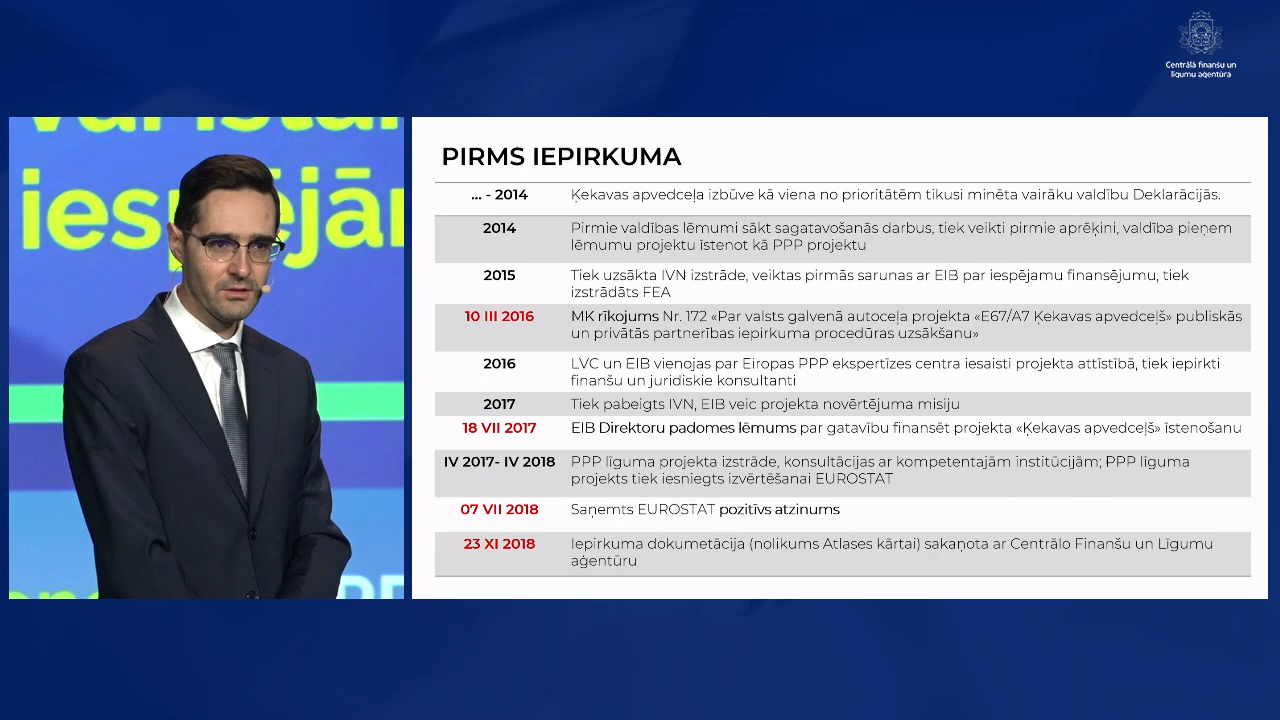 Centrālā finanšu un
līgumu aģentūra
iespējam
PIRMS IEPIRKUMA
... - 2014 Ķekavas apvedceļa izbūve kā viena no prioritātēm tikusi minēta vairāku valdību Deklarācijās.
2014 Pirmie valdības lēmumi sākt sagatavošanās darbus, tiek veikti pirmie aprēķini, valdība pieņem
lēmumu projektu īstenot kā PPP projektu
2015 Tiek uzsākta IVN izstrāde, veiktas pirmās sarunas ar EIB par iespējamu finansējumu, tiek
izstrādāts FEA
10 III 2016 MK rīkojums Nr. 172 «Par valsts galvenā autoceļa projekta «E67/A7 Ķekavas apvedceļš» publiskās
un privātās partnerības iepirkuma procedūras uzsākšanu»
2016 LVC un EIB vienojas par Eiropas PPP ekspertīzes centra iesaisti projekta attīstībā, tiek iepirkti
finanšu un juridiskie konsultanti
2017 Tiek pabeigts IVN, EIB veic projekta novērtējuma misiju
18 VII 2017 EIB Direktoru padomes lēmums par gatavību finansēt projekta «Ķekavas apvedceļš» īstenošanu
IV 2017- IV 2018 PPP līguma projekta izstrāde, konsultācijas ar komplementajām institūcijām; PPP līguma
projekts tiek iesniegts izvērtēšanai EUROSTAT
07 VII 2018 Saņemts EUROSTAT pozitīvs atzinums
23 XI 2018 Iepirkuma dokumetācija (nolikums Atlases kārtai) sakaņota ar Centrālo Finanšu un Līgumu
aģentūru